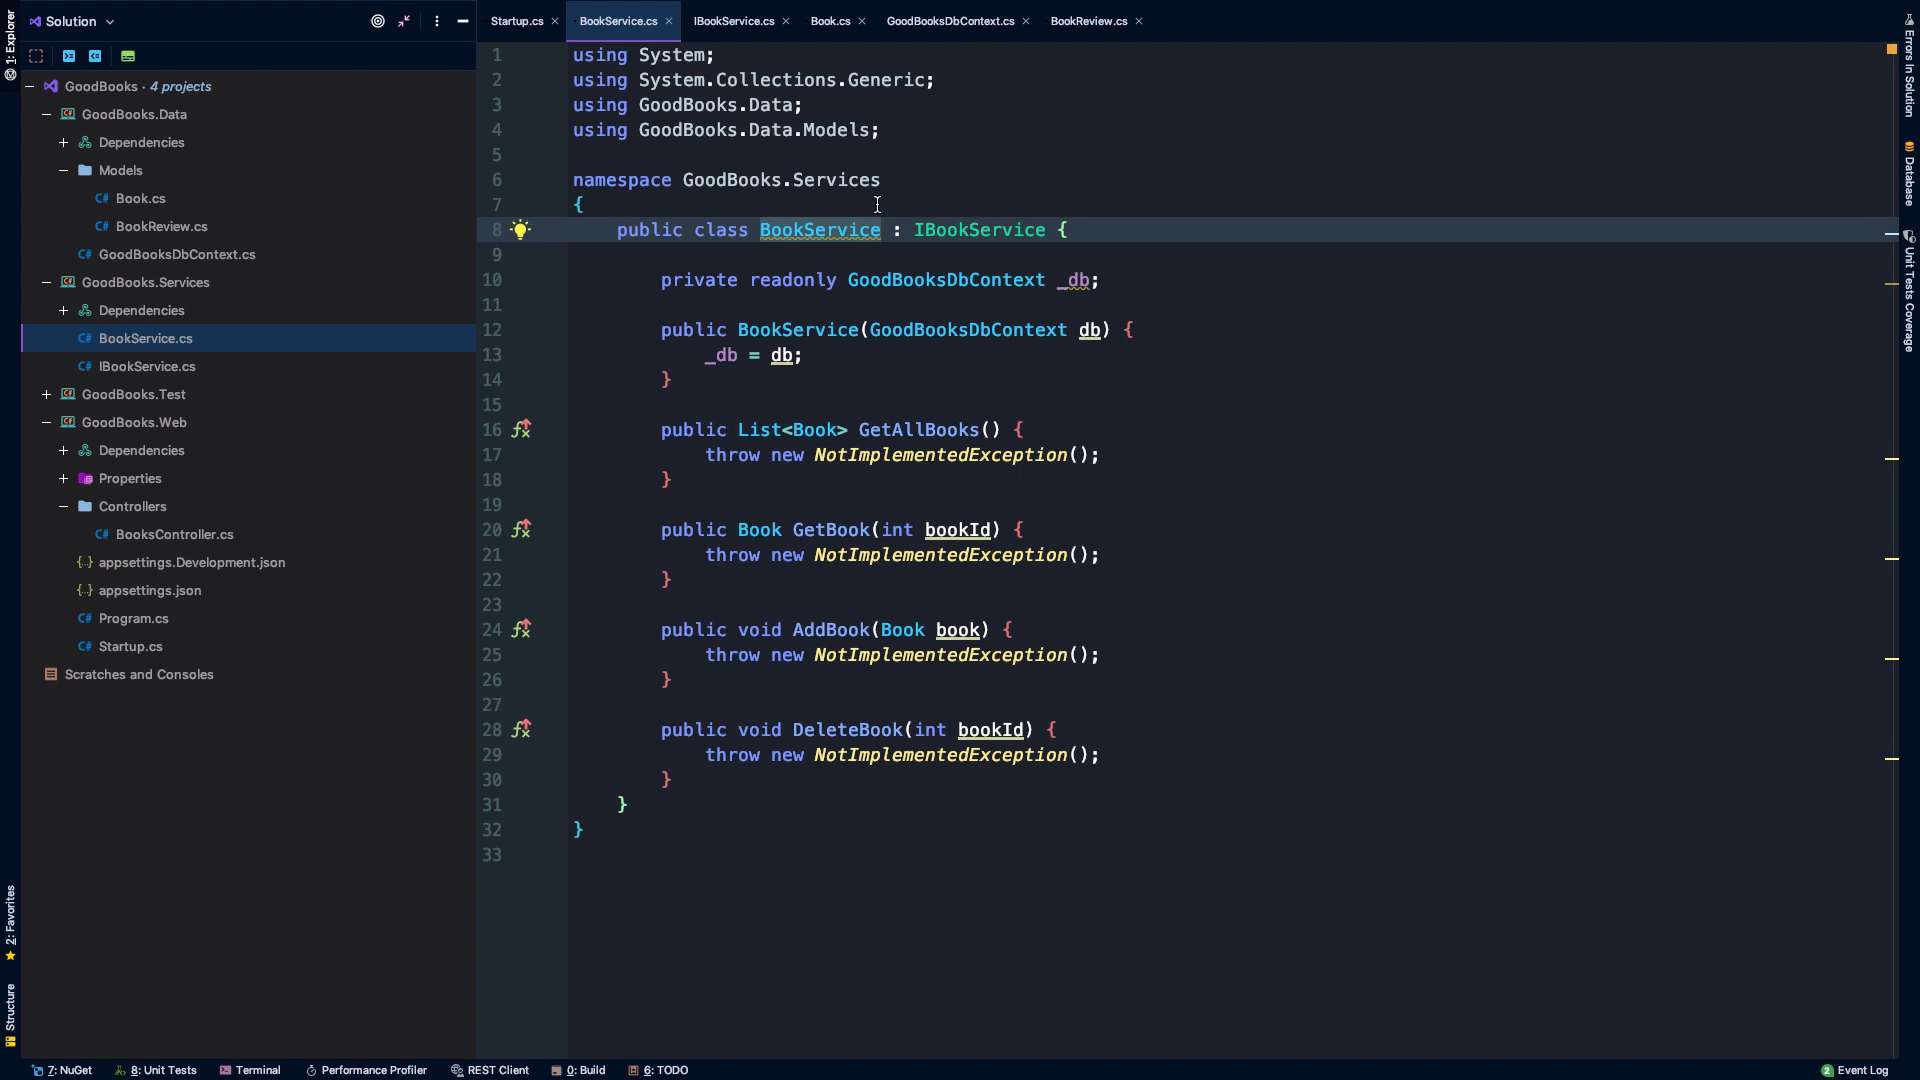 1: Explorer
Solution
GoodBooks · 4 projects
GoodBooks.Data
Dependencies
Models
Book.cs
BookReview.cs
GoodBooksDbContext.cs
GoodBooks.Services
Dependencies
BookService.cs
IBookService.cs
GoodBooks.Test
GoodBooks.Web
Dependencies
Properties
Controllers
BooksController.cs
appsettings.Development.json
appsettings.json
Program.cs
Startup.cs
Scratches and Consoles
2: Favorites
Structure
Startup.cs BookService.cs IBookService.cs Book.cs GoodBooksDbContext.cs BookReview.cs
1 using System;
2 using System.Collections.Generic;
3 using GoodBooks.Data;
4 using GoodBooks.Data.Models;
5
6 namespace GoodBooks.Services
7 {
8 public class BookService : IBookService {
9
10 private readonly GoodBooksDbContext _db;
11
12 public BookService(GoodBooksDbContext db) {
13 _db = db;
14 }
15
16 public List<Book> GetAllBooks() {
17 throw new NotImplementedException();
18 }
19
20 public Book GetBook(int bookId) {
21 throw new NotImplementedException();
22 }
23
24 public void AddBook(Book book) {
25 throw new NotImplementedException();
26 }
27
28 public void DeleteBook(int bookId) {
29 throw new NotImplementedException();
30 }
31 }
32 }
33
Errors In Solution
Database
Unit Tests Coverage
7: NuGet 8: Unit Tests Terminal Performance Profiler REST Client 0: Build 6: TODO 2 Event Log